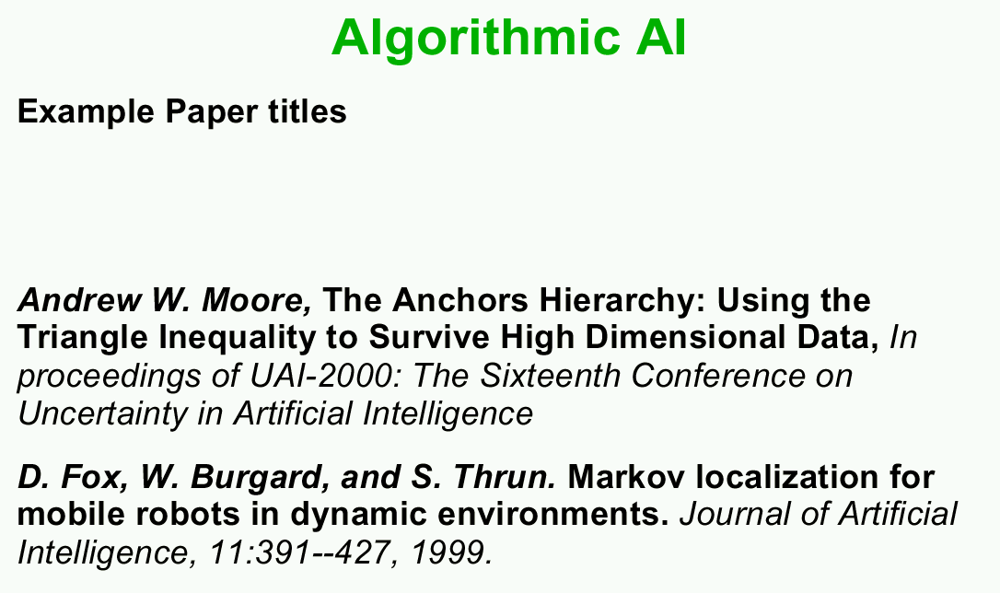 Algorithmic AI
Example Paper titles
Andrew W. Moore, The Anchors Hierarchy: Using the
Triangle Inequality to Survive High Dimensional Data, In
proceedings of UAI-2000: The Sixteenth Conference on
Uncertainty in Artificial Intelligence
D. Fox, W. Burgard, and S. Thrun. Markov localization for
mobile robots in dynamic environments. Journal of Artificial
Intelligence, 11:391--427, 1999.